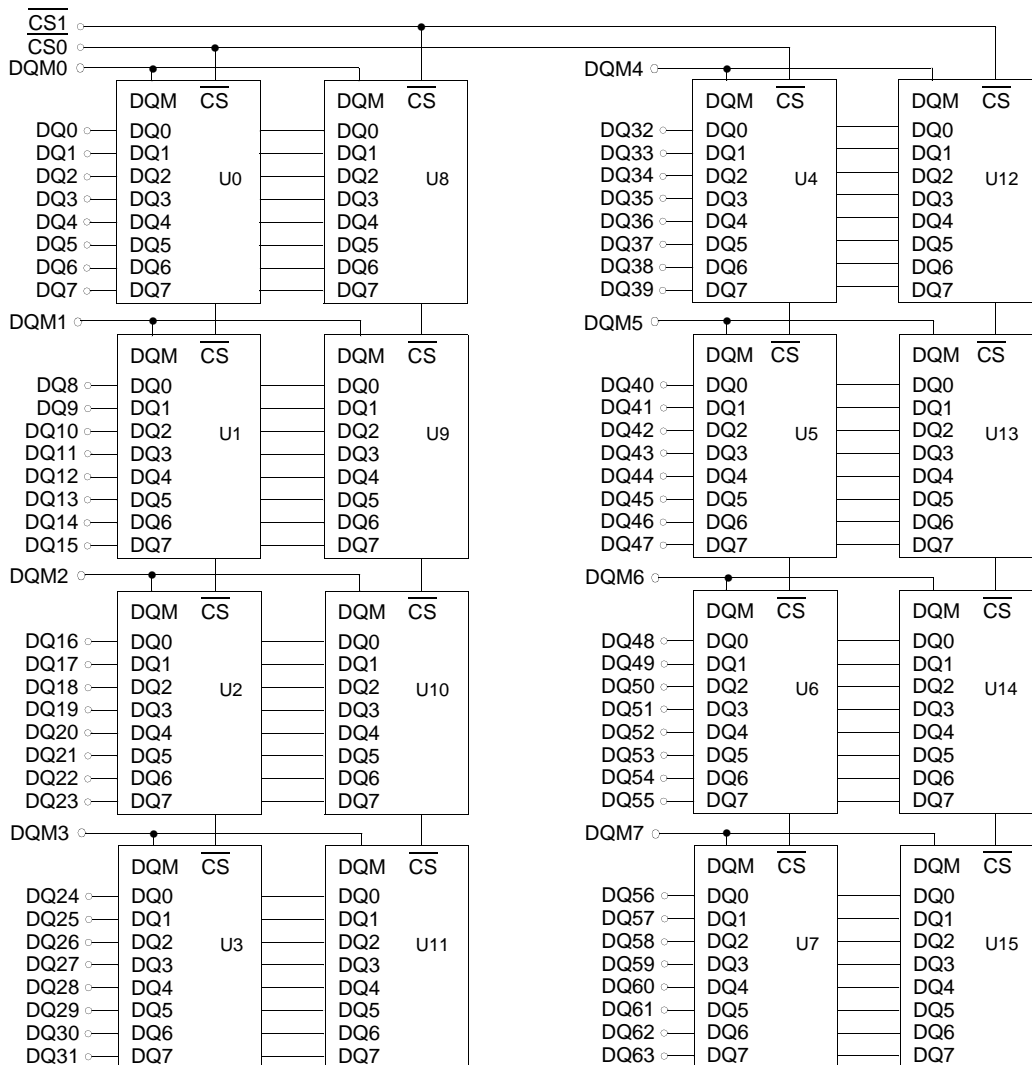 CS1
CS0
DQM0
DQM CS
DQM CS
DQ0 DQ0 DQ0
DQ1 DQ1 DQ1
DQ2 DQ2 U0 DQ2 U8
DQ3 DQ3 DQ3
DQ4 DQ4 DQ4
DQ5 DQ5 DQ5
DQ6 DQ6 DQ6
DQ7 DQ7 DQ7
DQM1
DQM CS
DQM CS
DQ8 DQ0 DQ0
DQ9 DQ1 DQ1
DQ10 DQ2 U1 DQ2 U9
DQ11 DQ3 DQ3
DQ12 DQ4 DQ4
DQ13 DQ5 DQ5
DQ14 DQ6 DQ6
DQ15 DQ7 DQ7
DQM2
DQM CS
DQM CS
DQ16 DQ0 DQ0
DQ17 DQ1 DQ1
DQ18 DQ2 U2 DQ2 U10
DQ19 DQ3 DQ3
DQ20 DQ4 DQ4
DQ21 DQ5 DQ5
DQ22 DQ6 DQ6
DQ23 DQ7 DQ7
DQM3
DQM CS
DQM CS
DQ24 DQ0 DQ0
DQ25 DQ1 DQ1
DQ26 DQ2 U3 DQ2 U11
DQ27 DQ3 DQ3
DQ28 DQ4 DQ4
DQ29 DQ5 DQ5
DQ30 DQ6 DQ6
DQ31 DQ7 DQ7
DQM4
DQM CS
DQM CS
DQ32 DQ0 DQ0
DQ33 DQ1 DQ1
DQ34 DQ2 U4 DQ2 U12
DQ35 DQ3 DQ3
DQ36 DQ4 DQ4
DQ37 DQ5 DQ5
DQ38 DQ6 DQ6
DQ39 DQ7 DQ7
DQM5
DQM CS
DQM CS
DQ40 DQ0 DQ0
DQ41 DQ1 DQ1
DQ42 DQ2 U5 DQ2 U13
DQ43 DQ3 DQ3
DQ44 DQ4 DQ4
DQ45 DQ5 DQ5
DQ46 DQ6 DQ6
DQ47 DQ7 DQ7
DQM6
DQM CS
DQM CS
DQ48 DQ0 DQ0
DQ49 DQ1 DQ1
DQ50 DQ2 U6 DQ2 U14
DQ51 DQ3 DQ3
DQ52 DQ4 DQ4
DQ53 DQ5 DQ5
DQ54 DQ6 DQ6
DQ55 DQ7 DQ7
DQM7
DQM CS
DQM CS
DQ56 DQ0 DQ0
DQ57 DQ1 DQ1
DQ58 DQ2 U7 DQ2 U15
DQ59 DQ3 DQ3
DQ60 DQ4 DQ4
DQ61 DQ5 DQ5
DQ62 DQ6 DQ6
DQ63 DQ7 DQ7